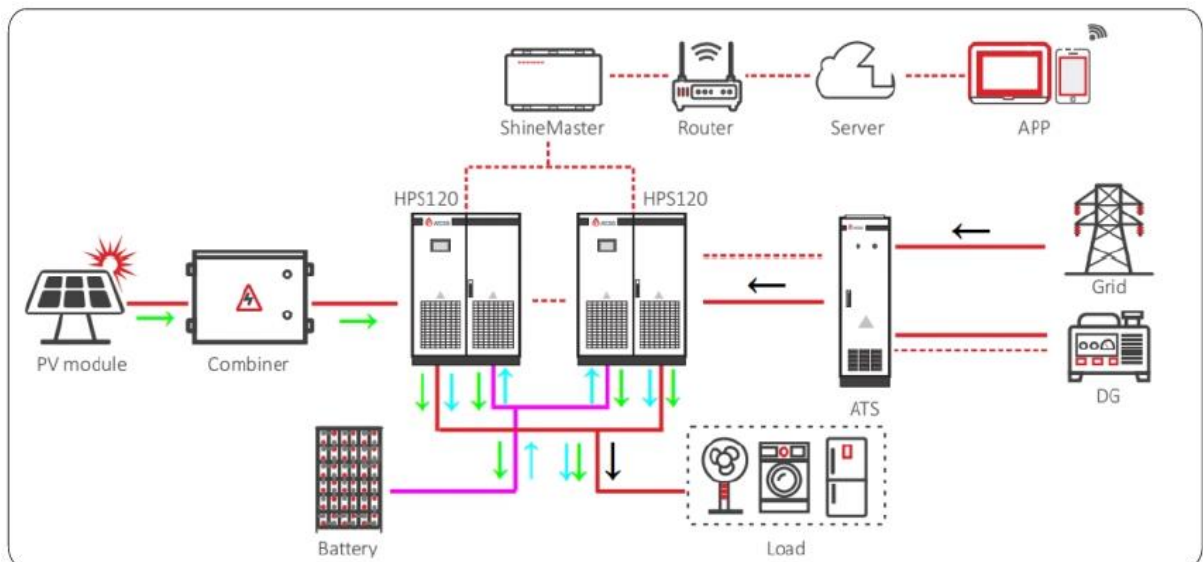 ShineMaster
Router
Server
APP
HPS120
HPS120
PV module
Combiner
Grid
ATS
DG
Battery
Load